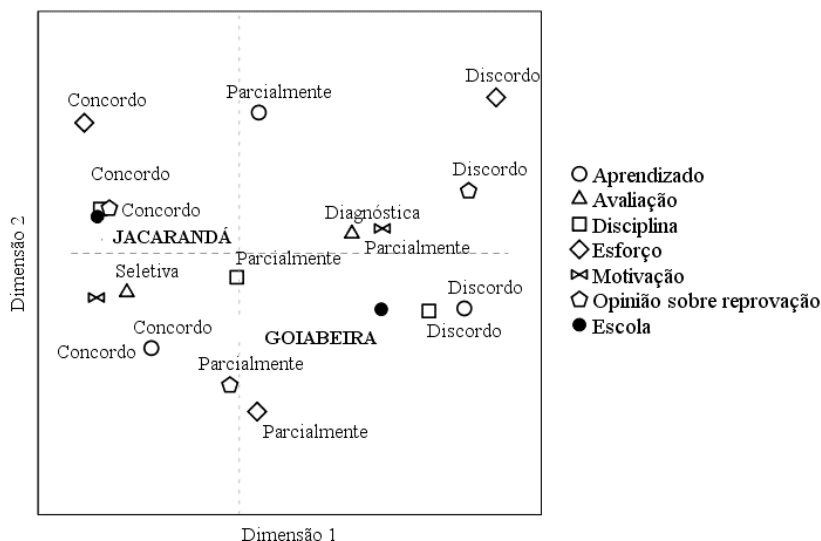 Discordo
Concordo
Parcialmente
Discordo
Concordo
Concordo
Diagnóstica
JACARANDÁ
Parcialmente
Seletiva
Parcialmente
Discordo
Concordo
GOIABEIRA
Discordo
Concordo
Parcialmente
Parcialmente
Dimensão 2
Dimensão 1
Aprendizado
Avaliação
Disciplina
Esforço
Motivação
Opinião sobre reprovação
Escola